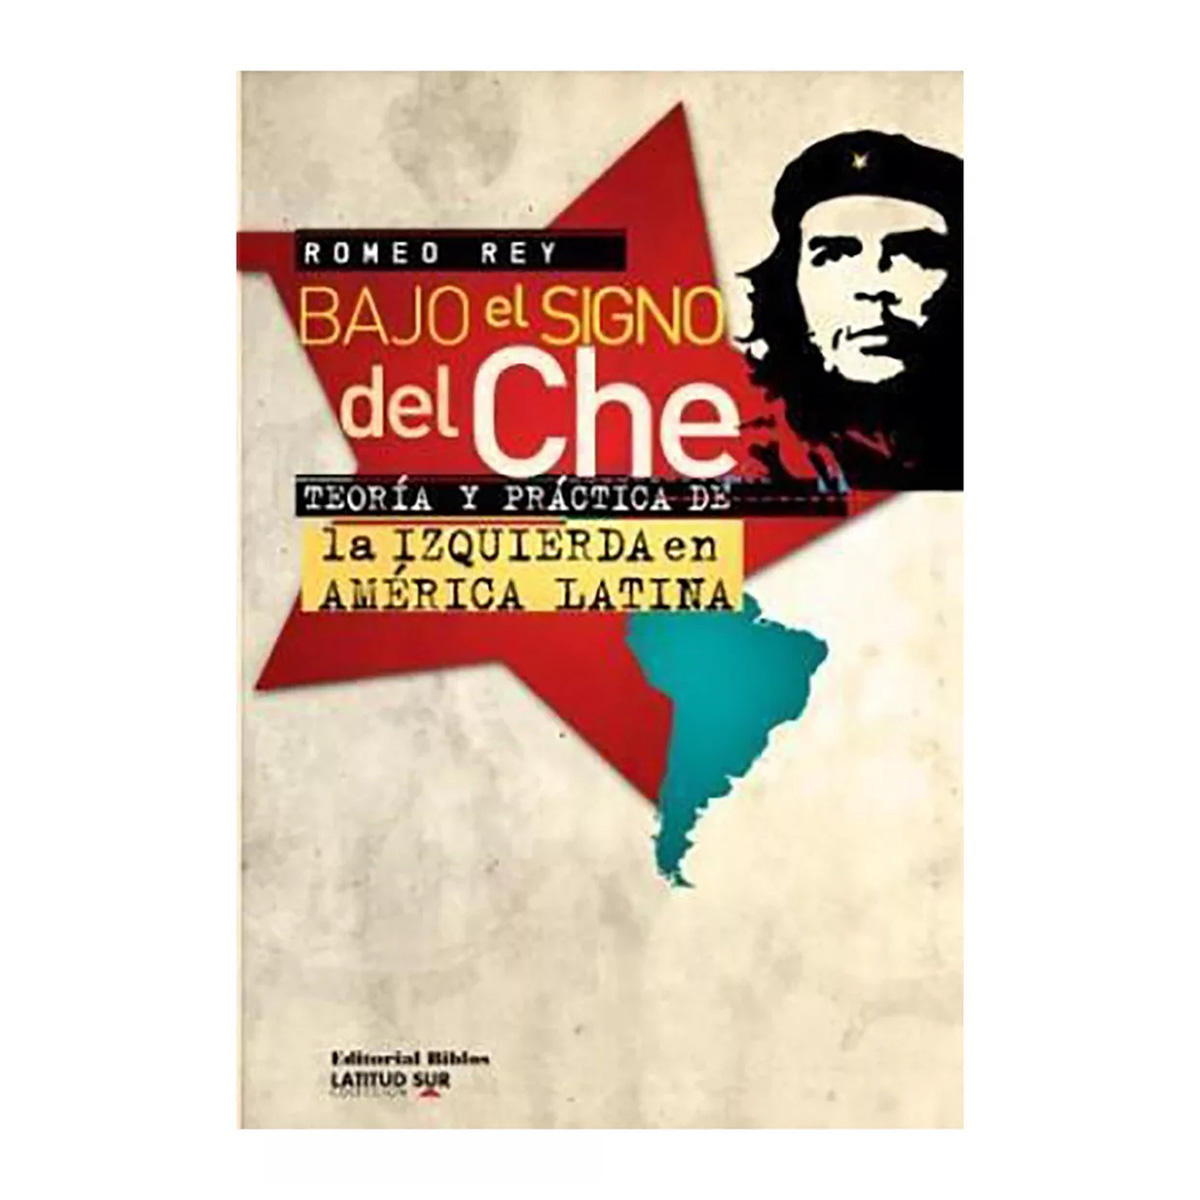 ROMEO REY
BAJO el SIGNO
del Che
TEORÍA Y PRÁCTICA DE
la IZQUIERDA en
AMÉRICA LATINA
Editorial Biblos
LATITUD SUR
COLECCIÓN